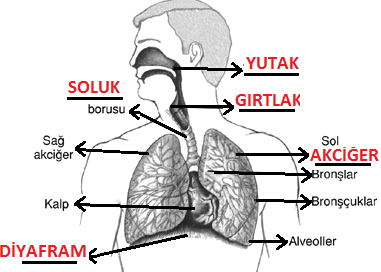 YUTAK
SOLUK
borusu
GIRTLAK
Sağ
akciğer
Sol
AKCİĞER
Bronşlar
Kalp
Bronşçuklar
DİYAFRAM
Alveoller